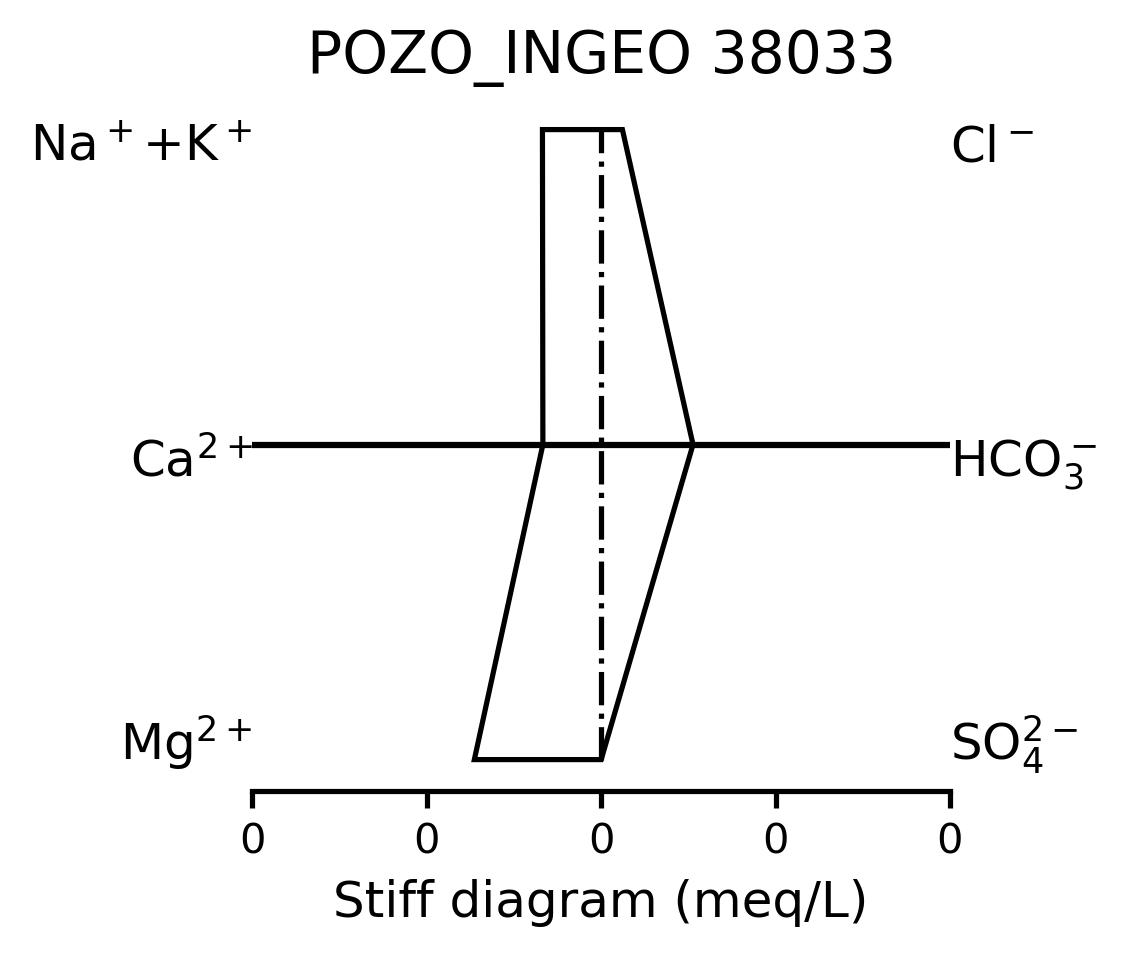 POZO_INGEO 38033
Na⁺+K⁺ Cl⁻
Ca²⁺ HCO₃⁻
Mg²⁺ SO₄²⁻
0 0 0 0 0
Stiff diagram (meq/L)